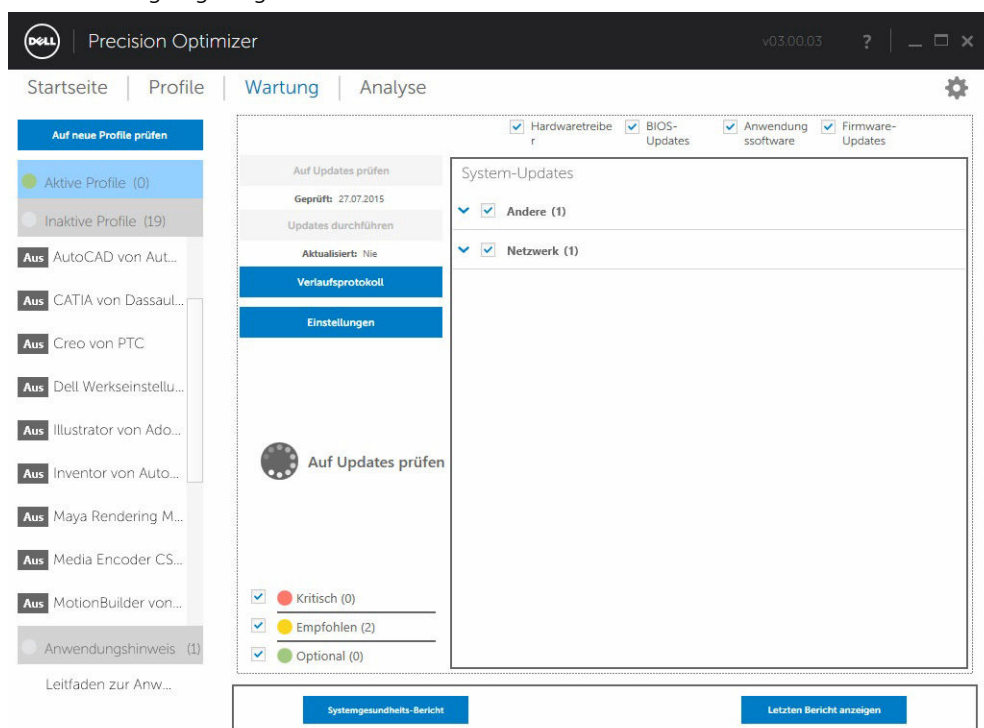 DELL
Precision Optimizer
v03.00.03
?
Startseite
Profile
Wartung
Analyse
Auf neue Profile prüfen
Aktive Profile (0)
Inaktive Profile (19)
Aus AutoCAD von Aut...
Aus CATIA von Dassaul...
Aus Creo von PTC
Aus Dell Werkseinstellu...
Aus Illustrator von Ado...
Aus Inventor von Auto...
Aus Maya Rendering M...
Aus Media Encoder CS...
Aus MotionBuilder von...
Anwendungshinweis (1)
Leitfaden zur Anw...
Hardwaretreibe
r
BIOS-
Updates
Anwendung
ssoftware
Firmware-
Updates
Auf Updates prüfen
Geprüft: 27.07.2015
Updates durchführen
Aktualisiert: Nie
Verlaufsprotokoll
Einstellungen
Auf Updates prüfen
Kritisch (0)
Empfohlen (2)
Optional (0)
System-Updates
Andere (1)
Netzwerk (1)
Systemgesundheits-Bericht
Letzten Bericht anzeigen